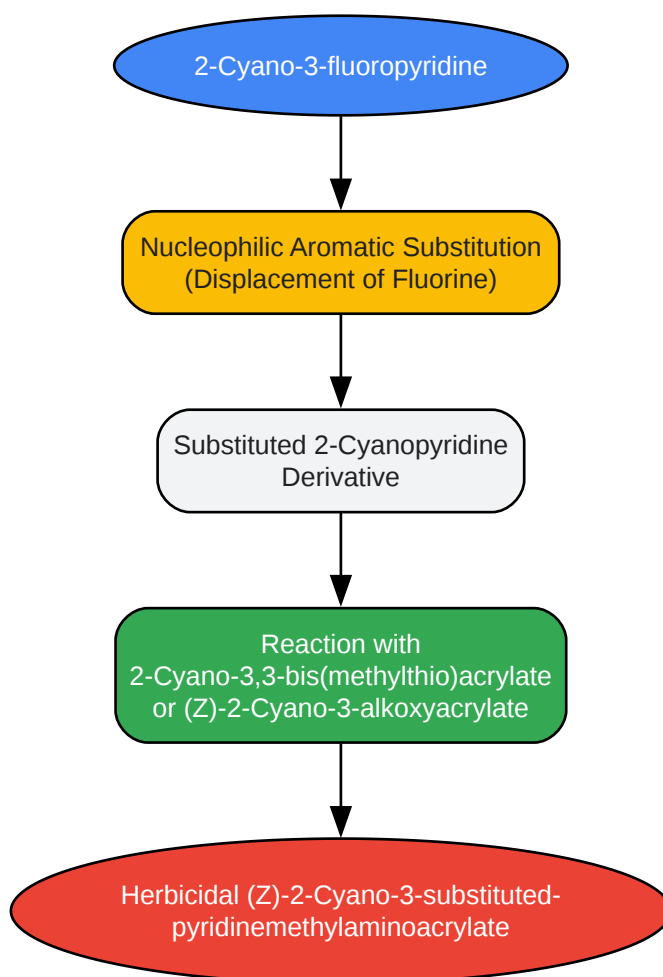 2-Cyano-3-fluoropyridine
Nucleophilic Aromatic Substitution
(Displacement of Fluorine)
Substituted 2-Cyanopyridine
Derivative
Reaction with
2-Cyano-3,3-bis(methylthio)acrylate
or (Z)-2-Cyano-3-alkoxyacrylate
Herbicidal (Z)-2-Cyano-3-substituted-
pyridinemethylaminoacrylate